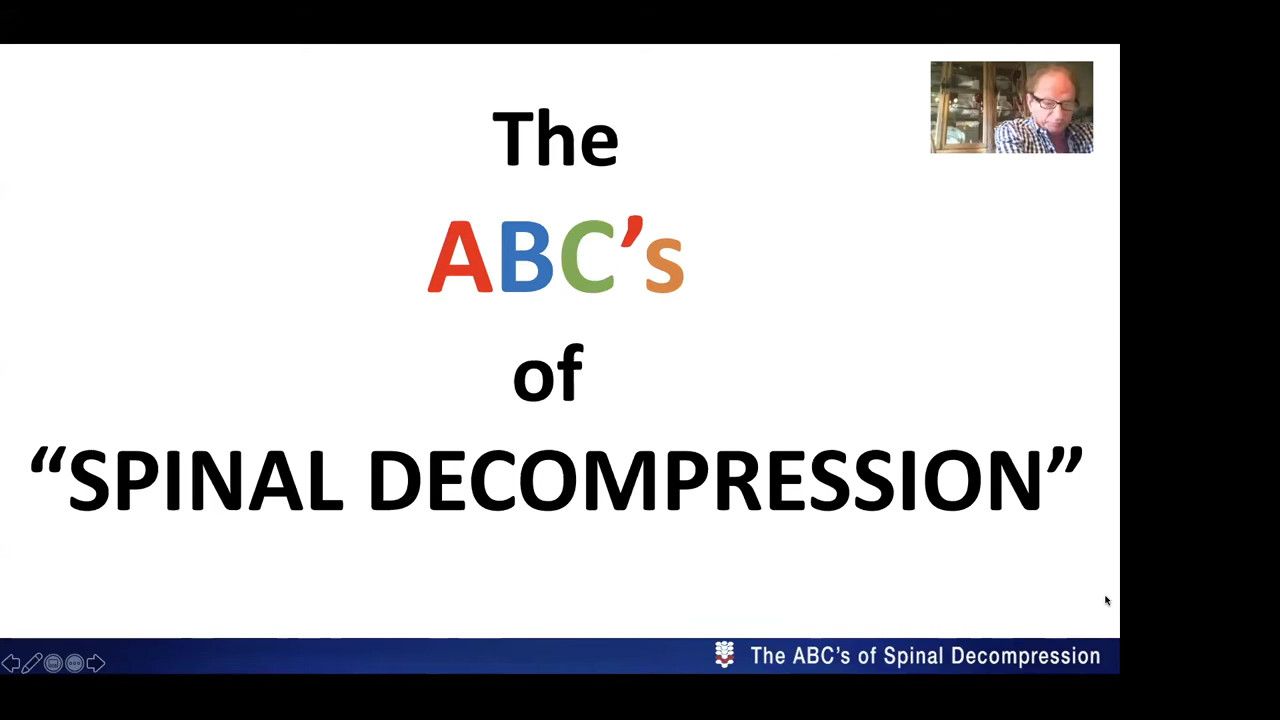 The
ABC’s
of
“SPINAL DECOMPRESSION”
The ABC’s of Spinal Decompression